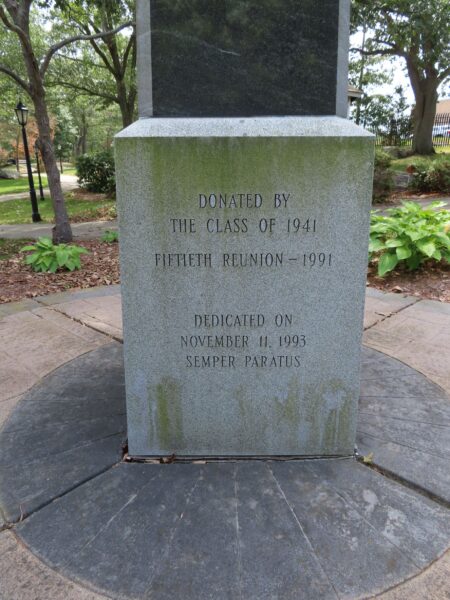 DONATED BY
THE CLASS OF 1941
FIFTIETH REUNION – 1991
DEDICATED ON
NOVEMBER 11, 1993
SEMPER PARATUS